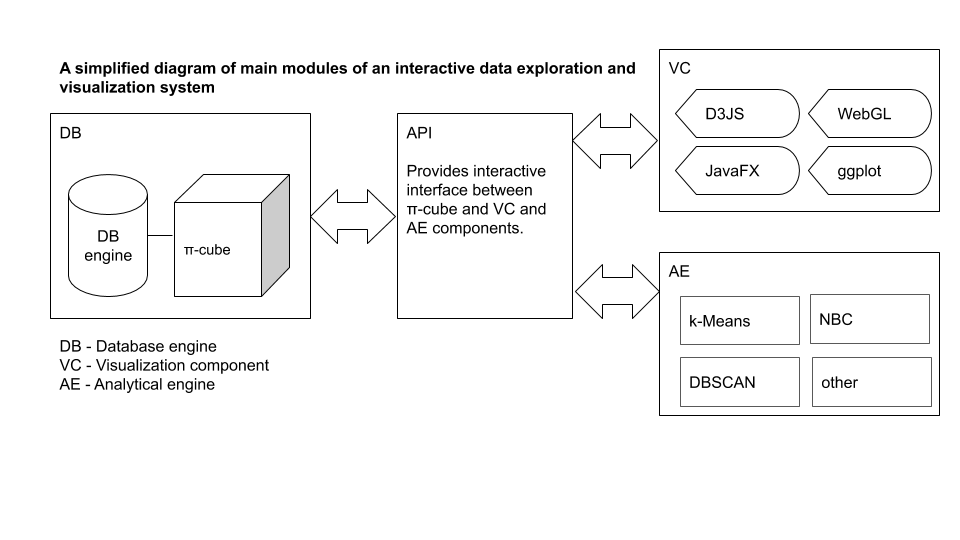 A simplified diagram of main modules of an interactive data exploration and
visualization system
DB
DB
engine
π-cube
API
Provides interactive
interface between
π-cube and VC and
AE components.
VC
D3JS
WebGL
JavaFX
ggplot
AE
k-Means
NBC
DBSCAN
other
DB - Database engine
VC - Visualization component
AE - Analytical engine